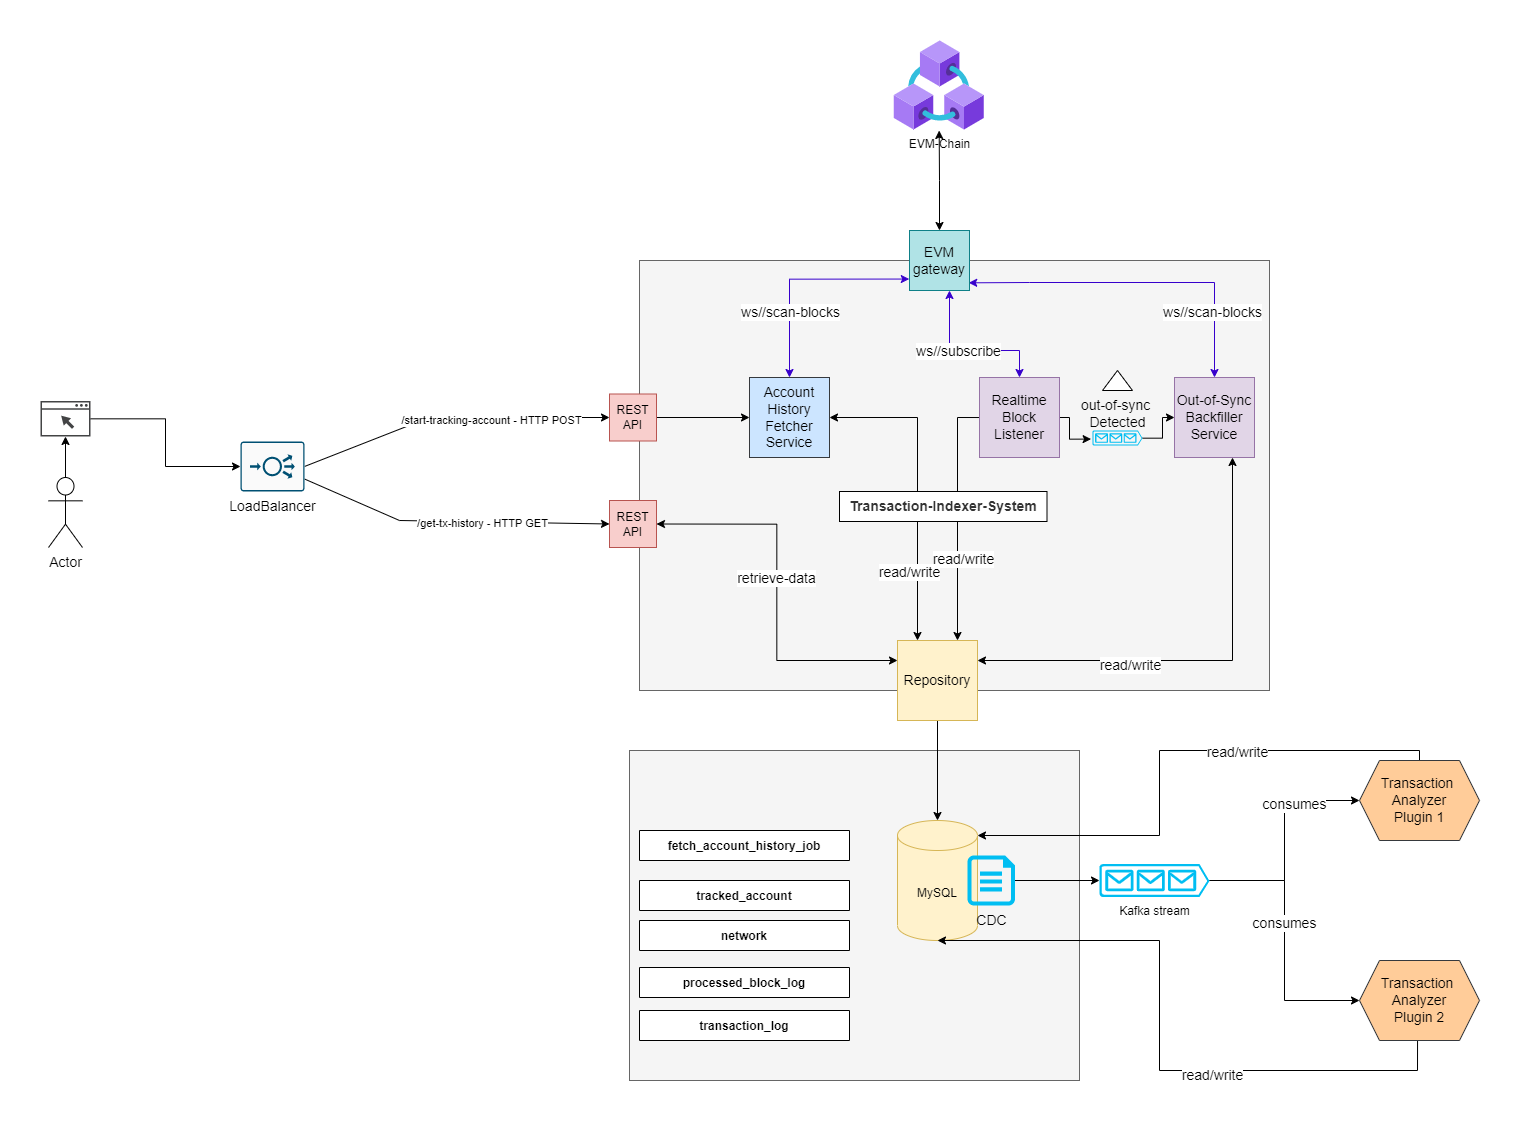 EVM-Chain
EVM
gateway
ws//scan-blocks
ws//scan-blocks
ws//subscribe
Account
History
Fetcher
Service
Realtime
Block
Listener
out-of-sync
Detected
Out-of-Sync
Backfiller
Service
/start-tracking-account - HTTP POST
REST
API
LoadBalancer
/get-tx-history - HTTP GET
REST
API
Actor
Transaction-Indexer-System
read/write
read/write
retrieve-data
read/write
Repository
read/write
Transaction
Analyzer
Plugin 1
consumes
fetch_account_history_job
tracked_account
network
processed_block_log
transaction_log
MySQL
CDC
Kafka stream
consumes
Transaction
Analyzer
Plugin 2
read/write